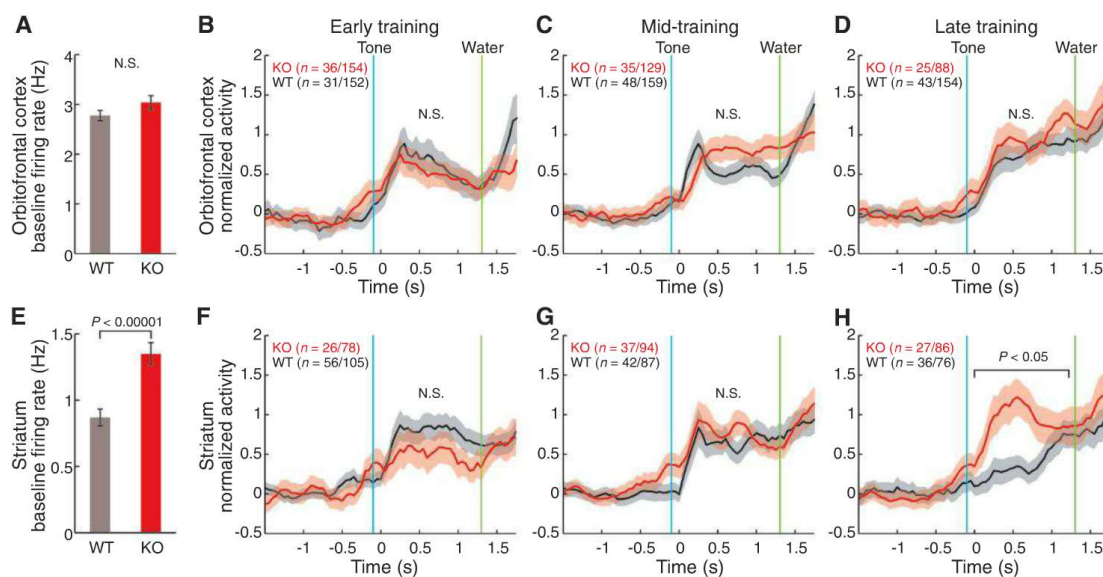 A
Orbitofrontal cortex
baseline firing rate (Hz)
4
3
2
1
0
N.S.
WT
KO
B
Early training
Tone
Water
Orbitofrontal cortex
normalized activity
2
1.5
1
0.5
0
-0.5
KO (n = 36/154)
WT (n = 31/152)
N.S.
-1
-0.5
0
0.5
1
1.5
Time (s)
C
Mid-training
2
1.5
1
0.5
0
-0.5
KO (n = 35/129)
WT (n = 48/159)
N.S.
-1
-0.5
0
0.5
1
1.5
Time (s)
D
Late training
Tone
Water
2
1.5
1
0.5
0
-0.5
KO (n = 25/88)
WT (n = 43/154)
N.S.
-1
-0.5
0
0.5
1
1.5
Time (s)
E
Striatum
baseline firing rate (Hz)
1.5
1
0.5
0
P < 0.00001
WT
KO
F
Striatum
normalized activity
2
1.5
1
0.5
0
-0.5
KO (n = 26/78)
WT (n = 56/105)
N.S.
-1
-0.5
0
0.5
1
1.5
Time (s)
G
2
1.5
1
0.5
0
-0.5
KO (n = 37/94)
WT (n = 42/87)
N.S.
-1
-0.5
0
0.5
1
1.5
Time (s)
H
2
1.5
1
0.5
0
-0.5
KO (n = 27/86)
WT (n = 36/76)
P < 0.05
-1
-0.5
0
0.5
1
1.5
Time (s)